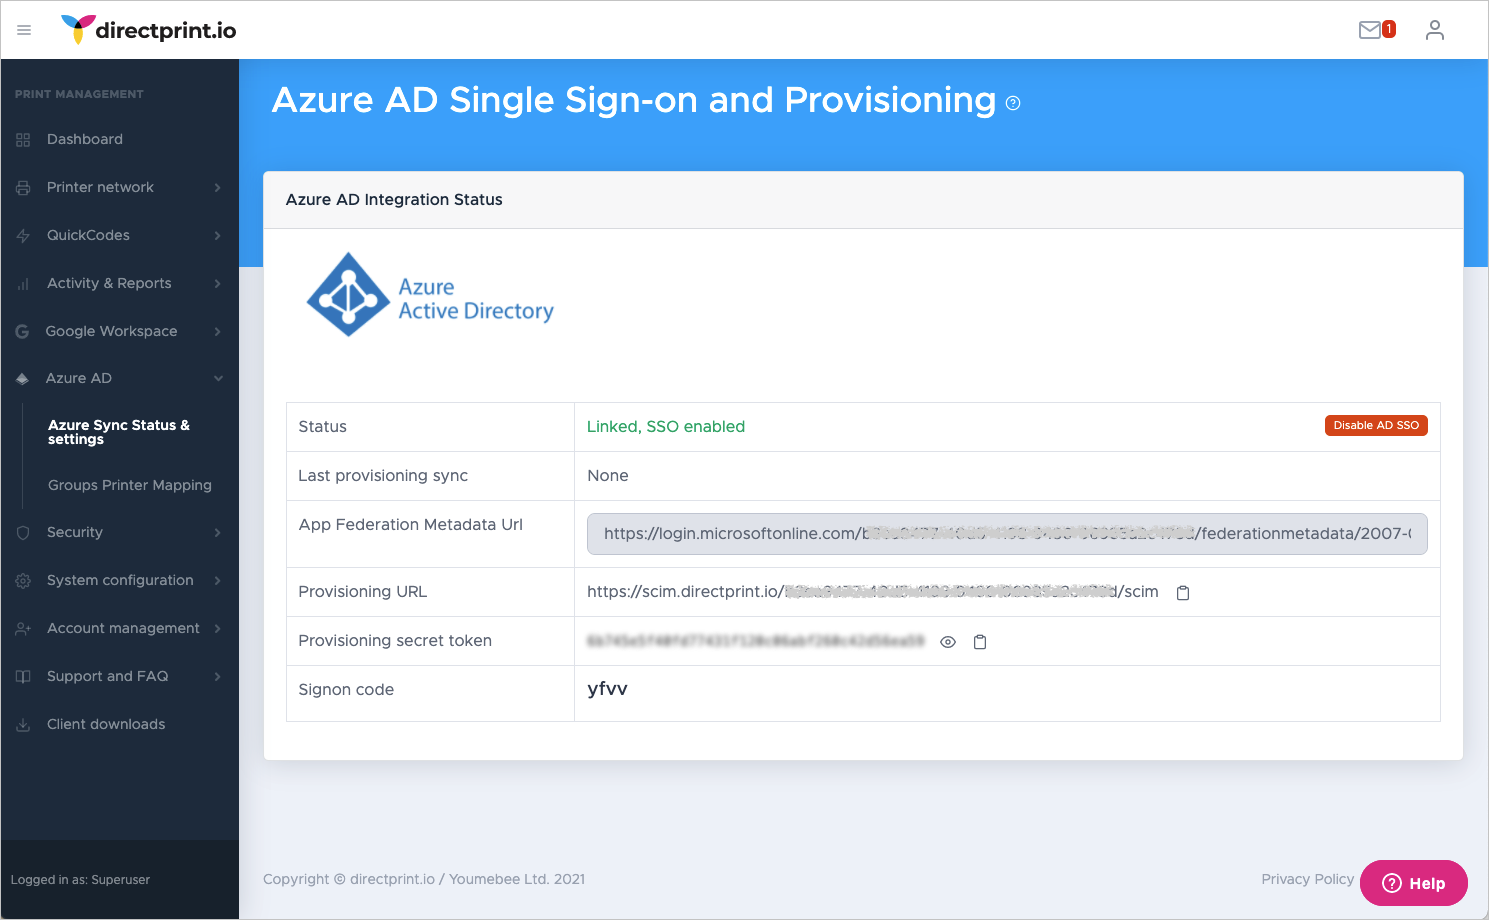 directprint.io
1
PRINT MANAGEMENT
Dashboard
Printer network
QuickCodes
Activity & Reports
Google Workspace
Azure AD
Azure Sync Status &
settings
Groups Printer Mapping
Security
System configuration
Account management
Support and FAQ
Client downloads
Logged in as: Superuser
Azure AD Single Sign-on and Provisioning
Azure AD Integration Status
Azure
Active Directory
Status
Linked, SSO enabled
Disable AD SSO
Last provisioning sync
None
App Federation Metadata Url
https://login.microsoftonline.com/ /federationmetadata/2007-
Provisioning URL
https://scim.directprint.io/ d/scim
Provisioning secret token
Signon code
yfvv
Copyright © directprint.io / Youmebee Ltd. 2021
Privacy Policy
Help